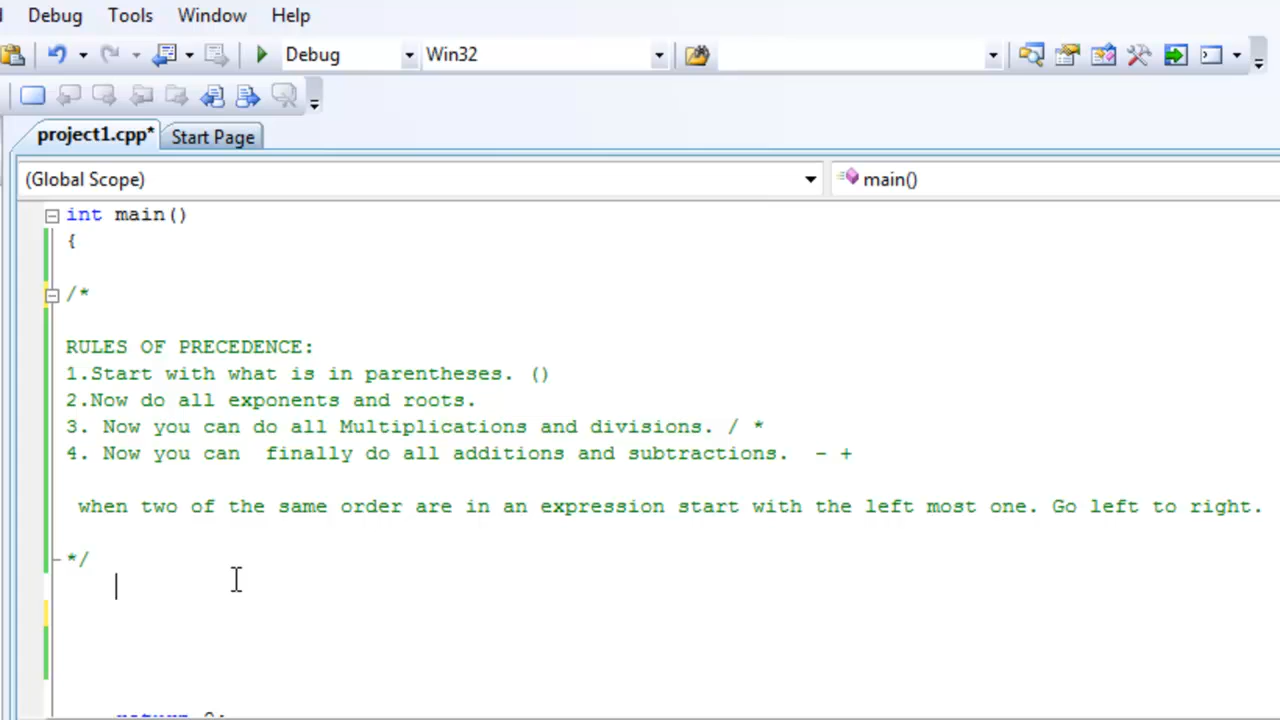 Debug Tools Window Help
Debug Win32
project1.cpp* Start Page
(Global Scope) main()
int main()
{
/*
RULES OF PRECEDENCE:
1.Start with what is in parentheses. ()
2.Now do all exponents and roots.
3. Now you can do all Multiplications and divisions. / *
4. Now you can  finally do all additions and subtractions.  - +
when two of the same order are in an expression start with the left most one. Go left to right.
*/
return 0;